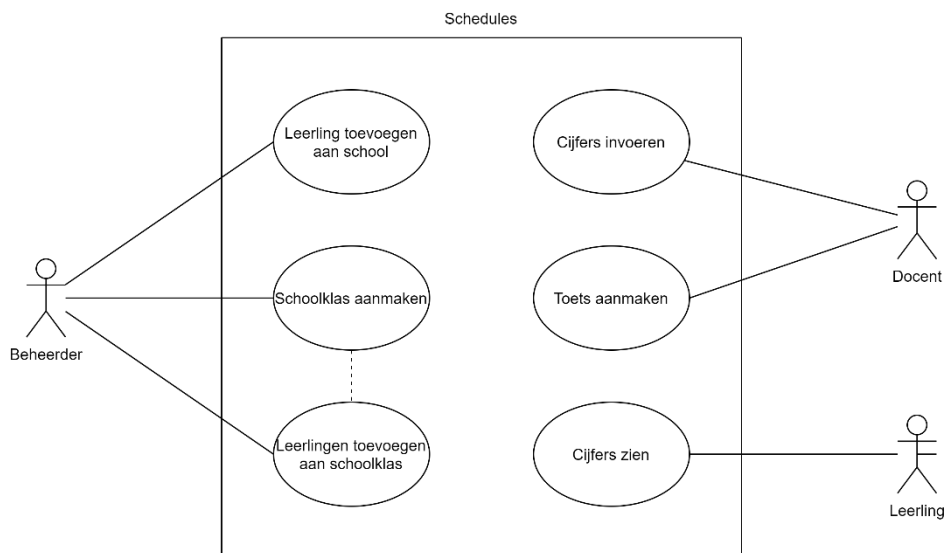 Schedules
Leerling toevoegen
aan school
Cijfers invoeren
Docent
Schoolklas aanmaken
Toets aanmaken
Beheerder
Leerlingen toevoegen
aan schoolklas
Cijfers zien
Leerling